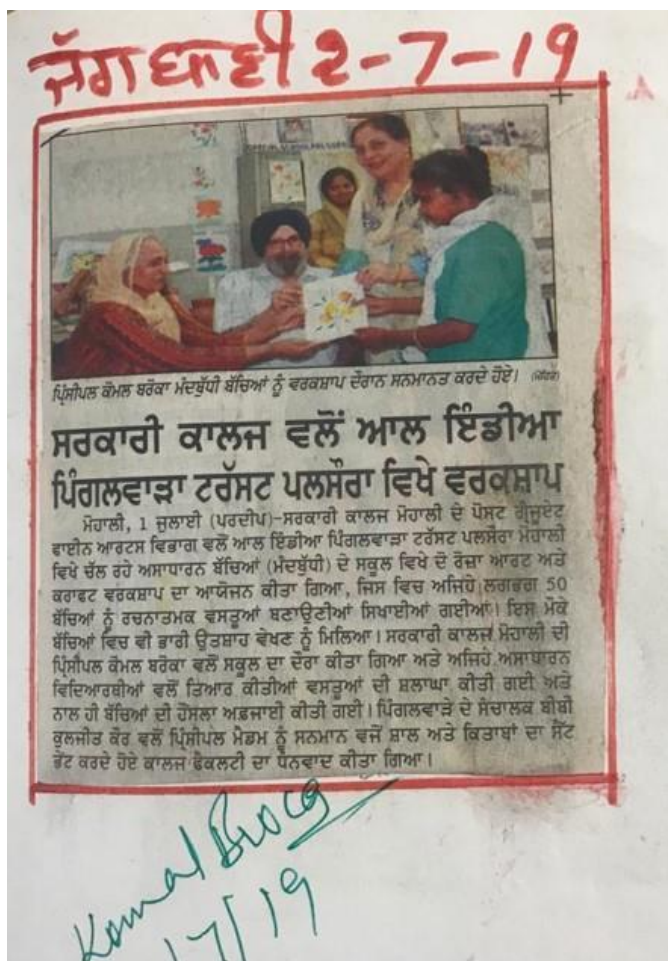 ਜੱਗਬਾਣੀ 2-7-19
ਪ੍ਰਿੰਸੀਪਲ ਕੋਮਲ ਬਰੋਕਾ ਮੰਦਬੁੱਧੀ ਬੱਚਿਆਂ ਨੂੰ ਵਰਕਸ਼ਾਪ ਦੌਰਾਨ ਸਨਮਾਨਤ ਕਰਦੇ ਹੋਏ।
ਸਰਕਾਰੀ ਕਾਲਜ ਵਲੋਂ ਆਲ ਇੰਡੀਆ
ਪਿੰਗਲਵਾੜਾ ਟਰੱਸਟ ਪਲਸੌਰਾ ਵਿਖੇ ਵਰਕਸ਼ਾਪ
ਮੋਹਾਲੀ, 1 ਜੁਲਾਈ (ਪਰਦੀਪ)-ਸਰਕਾਰੀ ਕਾਲਜ ਮੋਹਾਲੀ ਦੇ ਪੋਸਟ ਗ੍ਰੈਜੂਏਟ
ਫਾਈਨ ਆਰਟਸ ਵਿਭਾਗ ਵਲੋਂ ਆਲ ਇੰਡੀਆ ਪਿੰਗਲਵਾੜਾ ਟਰੱਸਟ ਪਲਸੌਰਾ ਮੋਹਾਲੀ
ਵਿਖੇ ਚੱਲ ਰਹੇ ਅਸਾਧਾਰਨ ਬੱਚਿਆਂ (ਮੰਦਬੁੱਧੀ) ਦੇ ਸਕੂਲ ਵਿਖੇ ਦੋ ਰੋਜ਼ਾ ਆਰਟ ਅਤੇ
ਕਰਾਫਟ ਵਰਕਸ਼ਾਪ ਦਾ ਆਯੋਜਨ ਕੀਤਾ ਗਿਆ, ਜਿਸ ਵਿਚ ਅਜਿਹੇ ਲਗਭਗ 50
ਬੱਚਿਆਂ ਨੂੰ ਰਚਨਾਤਮਕ ਵਸਤੂਆਂ ਬਣਾਉਣੀਆਂ ਸਿਖਾਈਆਂ ਗਈਆਂ। ਇਸ ਮੌਕੇ
ਬੱਚਿਆਂ ਵਿਚ ਵੀ ਭਾਰੀ ਉਤਸ਼ਾਹ ਵੇਖਣ ਨੂੰ ਮਿਲਿਆ। ਸਰਕਾਰੀ ਕਾਲਜ ਮੋਹਾਲੀ ਦੀ
ਪ੍ਰਿੰਸੀਪਲ ਕੋਮਲ ਬਰੋਕਾ ਵਲੋਂ ਸਕੂਲ ਦਾ ਦੌਰਾ ਕੀਤਾ ਗਿਆ ਅਤੇ ਅਜਿਹੇ ਅਸਾਧਾਰਨ
ਵਿਦਿਆਰਥੀਆਂ ਵਲੋਂ ਤਿਆਰ ਕੀਤੀਆਂ ਵਸਤੂਆਂ ਦੀ ਸ਼ਲਾਘਾ ਕੀਤੀ ਗਈ ਅਤੇ
ਨਾਲ ਹੀ ਬੱਚਿਆਂ ਦੀ ਹੌਂਸਲਾ ਅਫ਼ਜ਼ਾਈ ਕੀਤੀ ਗਈ। ਪਿੰਗਲਵਾੜੇ ਦੇ ਸੰਚਾਲਕ ਬੀਬੀ
ਕੁਲਜੀਤ ਕੌਰ ਵਲੋਂ ਪ੍ਰਿੰਸੀਪਲ ਮੈਡਮ ਨੂੰ ਸਨਮਾਨ ਵਜੋਂ ਸ਼ਾਲ ਅਤੇ ਕਿਤਾਬਾਂ ਦਾ ਸੈੱਟ
ਭੇਂਟ ਕਰਦੇ ਹੋਏ ਕਾਲਜ ਫੈਕਲਟੀ ਦਾ ਧੰਨਵਾਦ ਕੀਤਾ ਗਿਆ।
Komal Broca
17/19